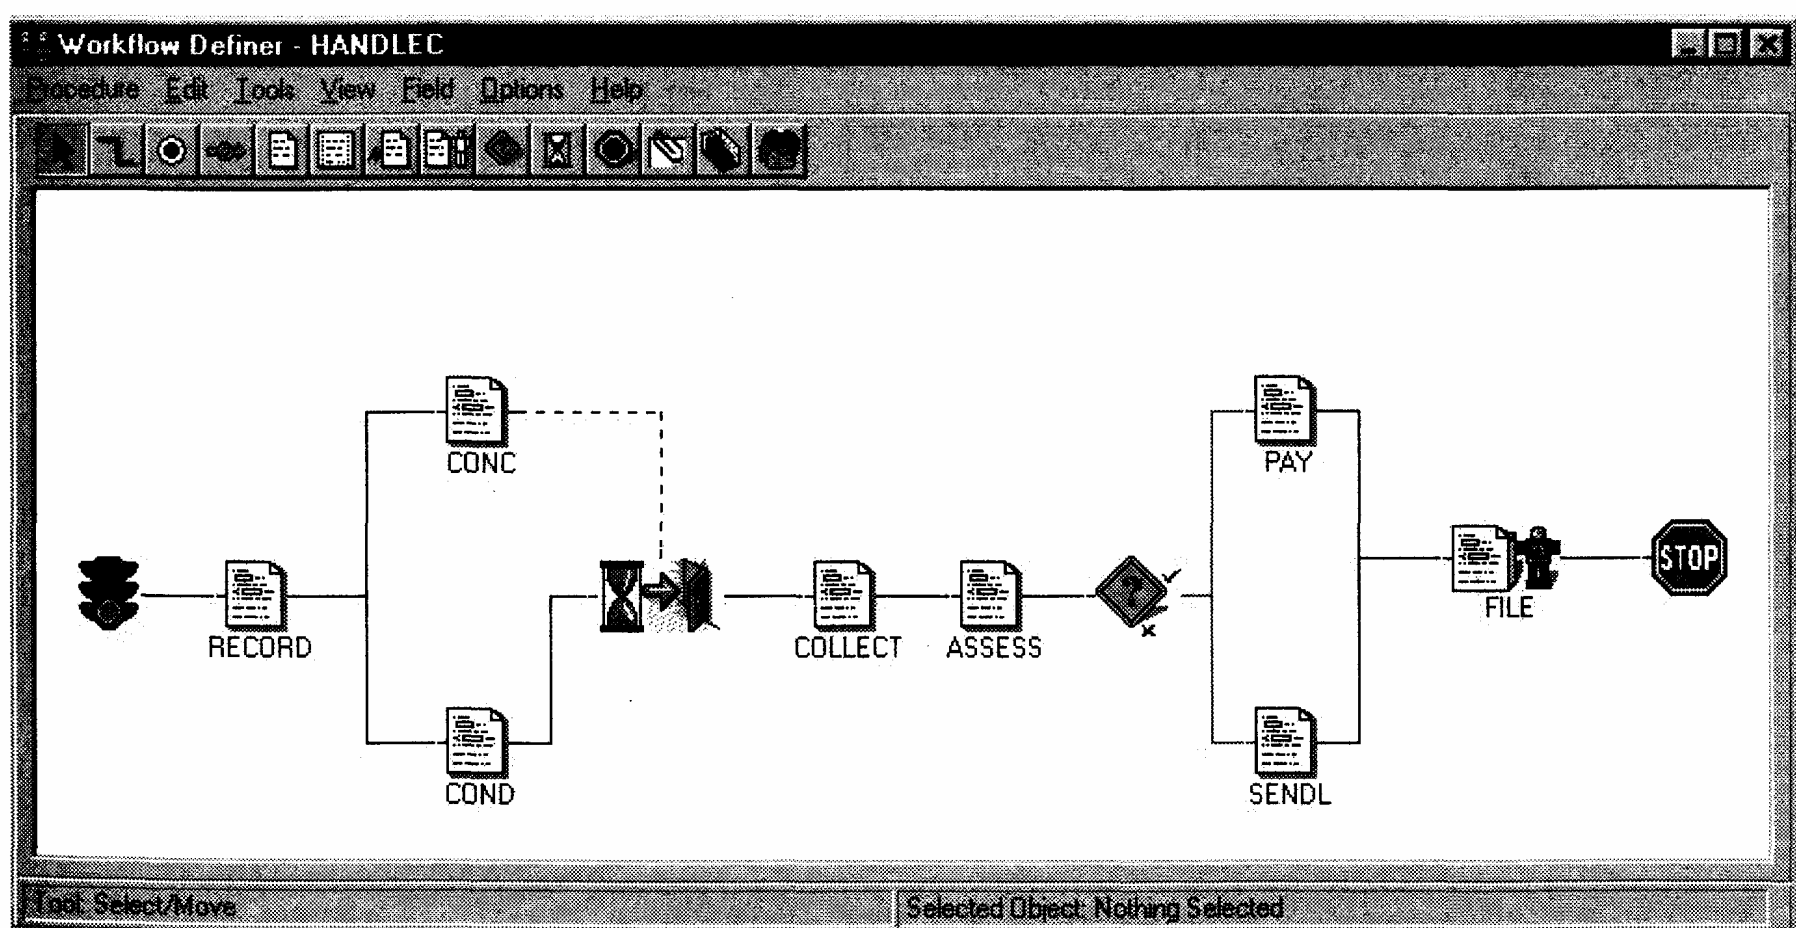 Workflow Definer - HANDLEC
Procedure Edit Tools View Field Options Help
CONC
PAY
STOP
RECORD
COLLECT
ASSESS
?
FILE
COND
SENDL
Tool: Select/Move
Selected Object: Nothing Selected